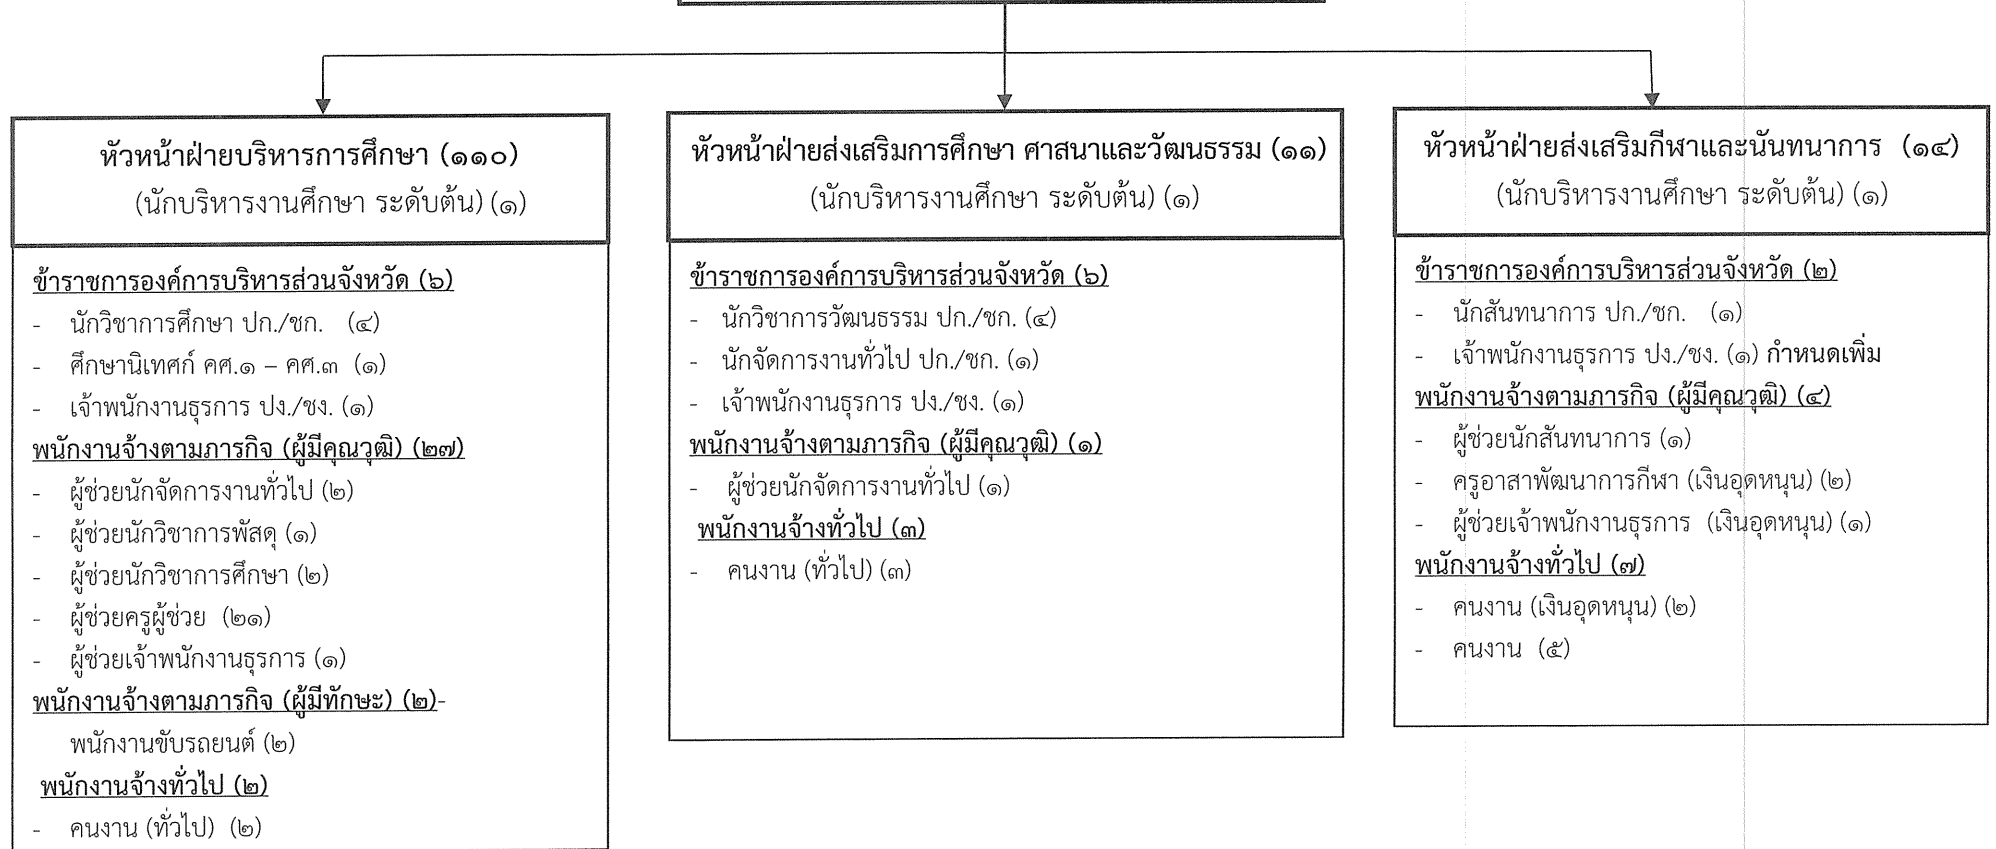 หัวหน้าฝ่ายบริหารการศึกษา (๑๑๐)
(นักบริหารงานศึกษา ระดับต้น) (๑)
ข้าราชการองค์การบริหารส่วนจังหวัด (๖)
- นักวิชาการศึกษา ปก./ชก. (๔)
- ศึกษานิเทศก์ คศ.๑ – คศ.๓ (๑)
- เจ้าพนักงานธุรการ ปง./ชง. (๑)
พนักงานจ้างตามภารกิจ (ผู้มีคุณวุฒิ) (๒๗)
- ผู้ช่วยนักจัดการงานทั่วไป (๒)
- ผู้ช่วยนักวิชาการพัสดุ (๑)
- ผู้ช่วยนักวิชาการศึกษา (๒)
- ผู้ช่วยครูผู้ช่วย (๒๑)
- ผู้ช่วยเจ้าพนักงานธุรการ (๑)
พนักงานจ้างตามภารกิจ (ผู้มีทักษะ) (๒)-
พนักงานขับรถยนต์ (๒)
พนักงานจ้างทั่วไป (๒)
- คนงาน (ทั่วไป) (๒)
หัวหน้าฝ่ายส่งเสริมการศึกษา ศาสนาและวัฒนธรรม (๑๑)
(นักบริหารงานศึกษา ระดับต้น) (๑)
ข้าราชการองค์การบริหารส่วนจังหวัด (๖)
- นักวิชาการวัฒนธรรม ปก./ชก. (๔)
- นักจัดการงานทั่วไป ปก./ชก. (๑)
- เจ้าพนักงานธุรการ ปง./ชง. (๑)
พนักงานจ้างตามภารกิจ (ผู้มีคุณวุฒิ) (๑)
- ผู้ช่วยนักจัดการงานทั่วไป (๑)
พนักงานจ้างทั่วไป (๓)
- คนงาน (ทั่วไป) (๓)
หัวหน้าฝ่ายส่งเสริมกีฬาและนันทนาการ (๑๔)
(นักบริหารงานศึกษา ระดับต้น) (๑)
ข้าราชการองค์การบริหารส่วนจังหวัด (๒)
- นักสันทนาการ ปก./ชก. (๑)
- เจ้าพนักงานธุรการ ปง./ชง. (๑) กำหนดเพิ่ม
พนักงานจ้างตามภารกิจ (ผู้มีคุณวุฒิ) (๔)
- ผู้ช่วยนักสันทนาการ (๑)
- ครูอาสาพัฒนาการกีฬา (เงินอุดหนุน) (๒)
- ผู้ช่วยเจ้าพนักงานธุรการ (เงินอุดหนุน) (๑)
พนักงานจ้างทั่วไป (๗)
- คนงาน (เงินอุดหนุน) (๒)
- คนงาน (๕)